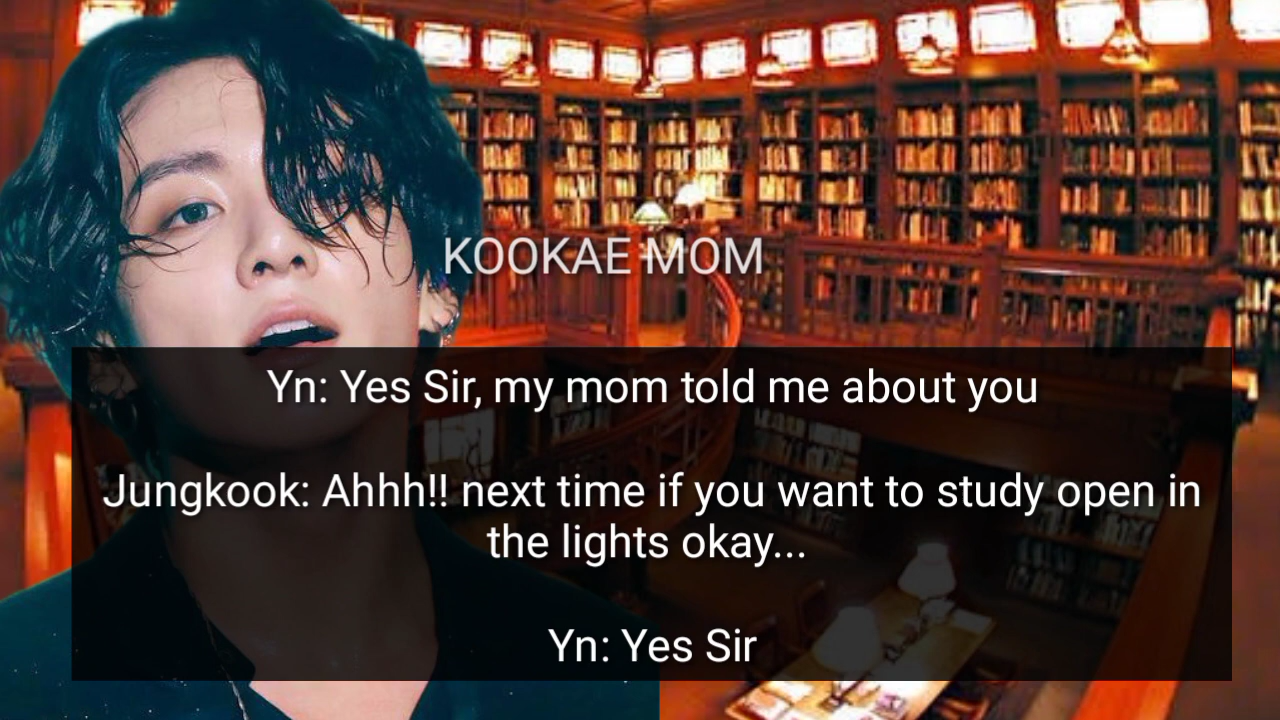 KOOKAE MOM
Yn: Yes Sir, my mom told me about you
Jungkook: Ahhh!! next time if you want to study open in
the lights okay...
Yn: Yes Sir